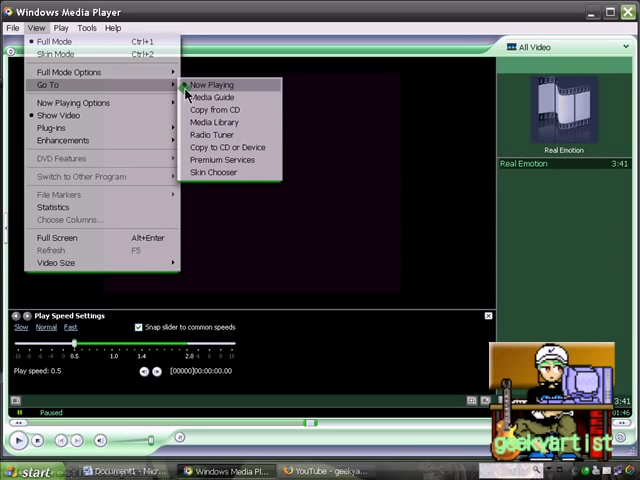 Windows Media Player
File View Play Tools Help
Full Mode Ctrl+1
Skin Mode Ctrl+2
Full Mode Options
Go To
Now Playing Options
Show Video
Plug-ins
Enhancements
DVD Features
Switch to Other Program
File Markers
Statistics
Choose Columns...
Full Screen Alt+Enter
Refresh F5
Video Size
Now Playing
Media Guide
Copy from CD
Media Library
Radio Tuner
Copy to CD or Device
Premium Services
Skin Chooser
All Video
Real Emotion
Real Emotion 3:41
Play Speed Settings
Slow Normal Fast
Snap slider to common speeds
-16 0 0.5 1.0 1.4 2.0 16
Play speed: 0.5
[00000]00:00:00.00
3:41
Paused
01:46
geekyartist
start
Document1 - Micr...
Windows Media Pl...
YouTube - geekya...
PM